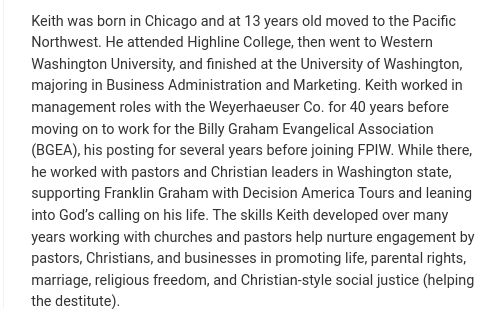 Keith was born in Chicago and at 13 years old moved to the Pacific
Northwest. He attended Highline College, then went to Western
Washington University, and finished at the University of Washington,
majoring in Business Administration and Marketing. Keith worked in
management roles with the Weyerhaeuser Co. for 40 years before
moving on to work for the Billy Graham Evangelical Association
(BGEA), his posting for several years before joining FPIW. While there,
he worked with pastors and Christian leaders in Washington state,
supporting Franklin Graham with Decision America Tours and leaning
into God’s calling on his life. The skills Keith developed over many
years working with churches and pastors help nurture engagement by
pastors, Christians, and businesses in promoting life, parental rights,
marriage, religious freedom, and Christian-style social justice (helping
the destitute).